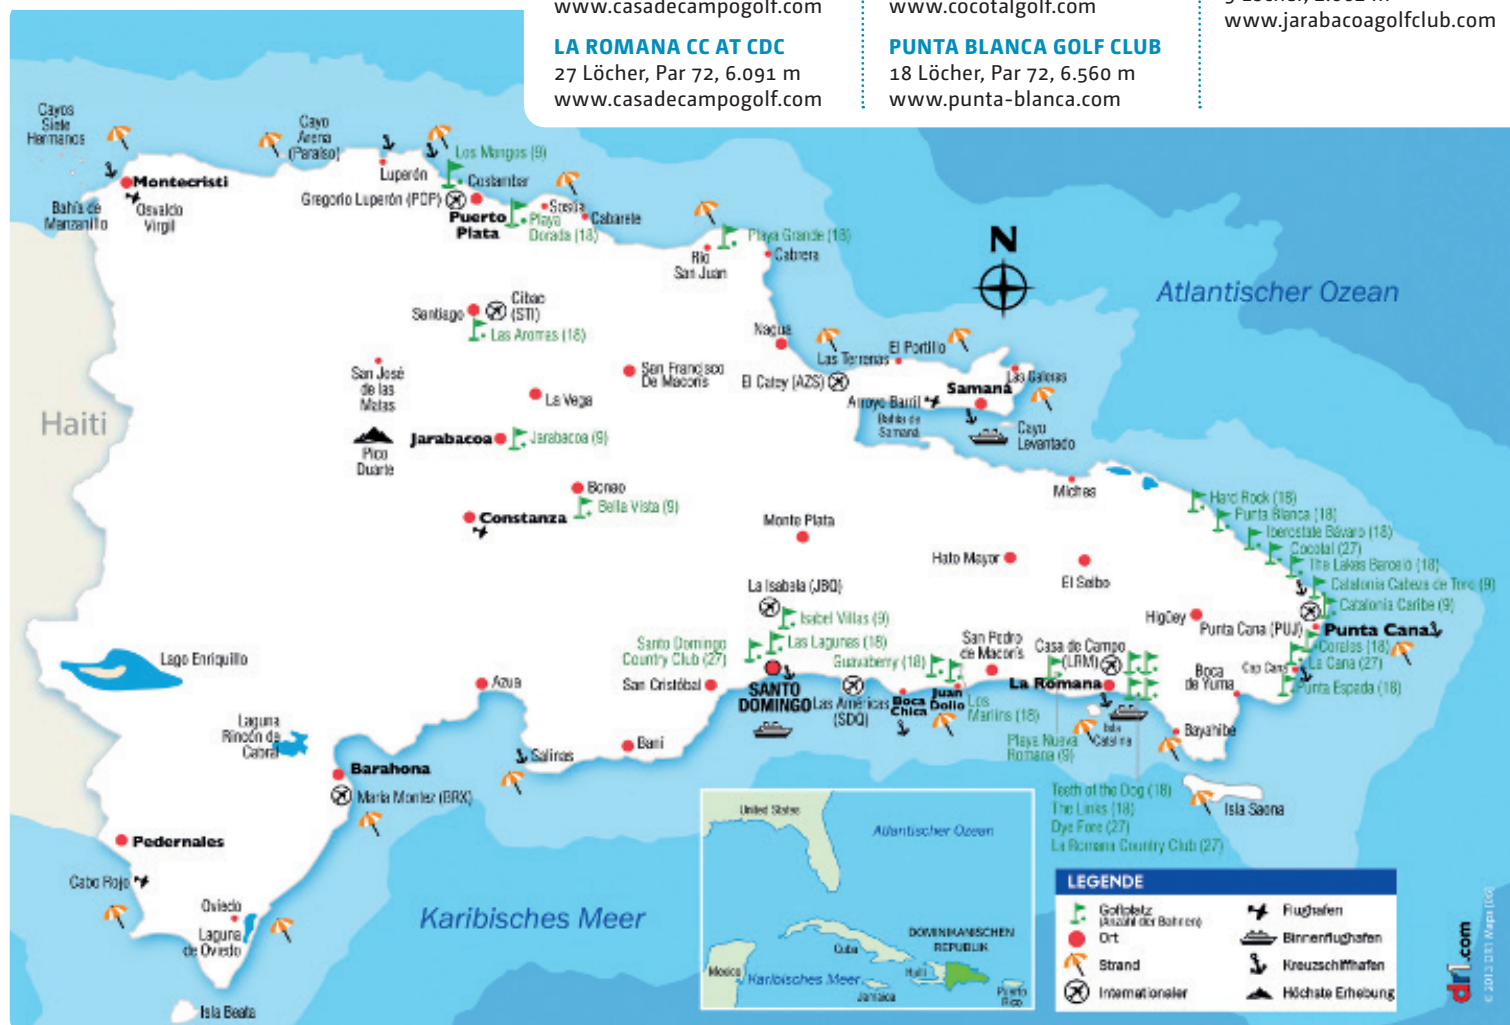 www.casadecampogolf.com
LA ROMANA CC AT CDC
27 Löcher, Par 72, 6.091 m
www.casadecampogolf.com
www.cocotalgolf.com
PUNTA BLANCA GOLF CLUB
18 Löcher, Par 72, 6.560 m
www.punta-blanca.com
www.jarabacoagolfclub.com
Cayos
Siete
Hermanos
Cayo
Arena
(Paraíso)
Luperón
Los Mangos (9)
Costambar
Montecristi
Osvaldo
Virgil
Bahía de
Manzanillo
Gregorio Luperón (POP)
Puerto
Plata
Playa
Dorada (18)
Sosúa
Cabarete
Río
San Juan
Playa Grande (18)
Cabrera
N
Atlantischer Ozean
Santiago
Cibao
(STI)
Las Aromas (18)
Nagua
San José
de las
Matas
San Francisco
De Macorís
La Vega
Las Terrenas
El Portillo
El Catey (AZS)
Las Galeras
Samaná
Arroyo Barril
Bahía de
Samaná
Cayo
Levantado
Haiti
Jarabacoa
Jarabacoa (9)
Pico
Duarte
Bonao
Bella Vista (9)
Constanza
Monte Plata
Miches
Hato Mayor
El Seibo
Hard Rock (18)
Punta Blanca (18)
Iberostate Bávaro (18)
Cocotal (27)
The Lakes Barceló (18)
Catalonia Cabeza de Toro (9)
Catalonia Caribe (9)
Higüey
Punta Cana (PUJ)
Punta Cana
Corales (18)
La Cana (27)
Cap Cana
Punta Espada (18)
Boca
de Yuma
La Isabela (JBQ)
Isabel Villas (9)
Las Lagunas (18)
Santo Domingo
Country Club (27)
Guavaberry (18)
San Pedro
de Macorís
Casa de Campo
(LRM)
La Romana
Lago Enriquillo
Azua
San Cristóbal
SANTO
DOMINGO
Las Américas
(SDQ)
Boca
Chica
Juan
Dolio
Los
Marlins (18)
Playa Nueva
Romana (9)
Isla
Catalina
Bayahibe
Laguna
Rincón de
Cabral
Salinas
Baní
Barahona
María Montez (BRX)
Teeth of the Dog (18)
The Links (18)
Dye Fore (27)
La Romana Country Club (27)
Isla Saona
Pedernales
Cabo Rojo
Oviedo
Laguna
de Oviedo
Isla Beata
Karibisches Meer
United States
Atlantischer Ozean
Cuba
DOMINIKANISCHEN
REPUBLIK
Mexico
Karibisches Meer
Haiti
Jamaica
Puerto
Rico
LEGENDE
Golfplatz
(Anzahl der Bahnen)
Ort
Strand
Internationaler
Flughafen
Binnenflughafen
Kreuzschiffhafen
Höchste Erhebung
dr1.com
© 2013 DR1 Maps